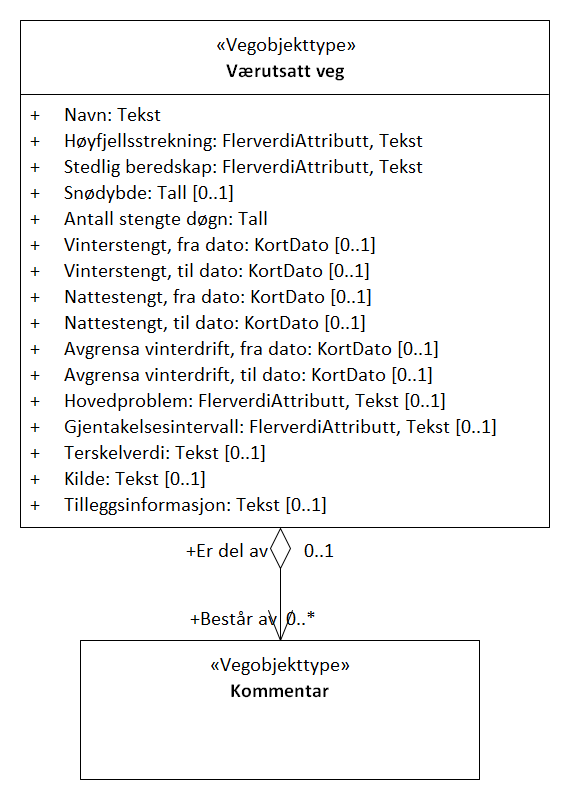 «Vegobjekttype»
Værutsatt veg
+ Navn: Tekst
+ Høyfjellsstrekning: FlerverdiAttributt, Tekst
+ Stedlig beredskap: FlerverdiAttributt, Tekst
+ Snødybde: Tall [0..1]
+ Antall stengte døgn: Tall
+ Vinterstengt, fra dato: KortDato [0..1]
+ Vinterstengt, til dato: KortDato [0..1]
+ Nattestengt, fra dato: KortDato [0..1]
+ Nattestengt, til dato: KortDato [0..1]
+ Avgrensa vinterdrift, fra dato: KortDato [0..1]
+ Avgrensa vinterdrift, til dato: KortDato [0..1]
+ Hovedproblem: FlerverdiAttributt, Tekst [0..1]
+ Gjentakelsesintervall: FlerverdiAttributt, Tekst [0..1]
+ Terskelverdi: Tekst [0..1]
+ Kilde: Tekst [0..1]
+ Tilleggsinformasjon: Tekst [0..1]
+Er del av 0..1
+Består av 0..*
«Vegobjekttype»
Kommentar